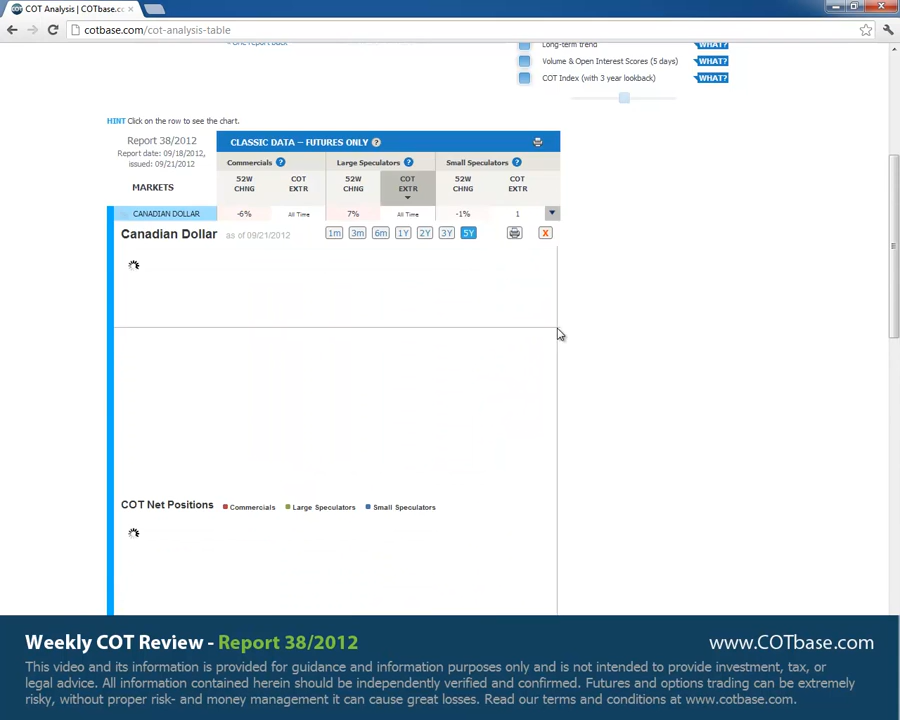 COT Analysis | COTbase.cc
cotbase.com/cot-analysis-table
Long-term trend WHAT?
Volume & Open Interest Scores (5 days) WHAT?
COT Index (with 3 year lookback) WHAT?
HINT Click on the row to see the chart.
Report 38/2012
Report date: 09/18/2012,
issued: 09/21/2012
MARKETS
CLASSIC DATA – FUTURES ONLY ?
Commercials ? Large Speculators ? Small Speculators ?
52W CHNG COT EXTR 52W CHNG COT EXTR 52W CHNG COT EXTR
CANADIAN DOLLAR -6% All Time 7% All Time -1% 1
Canadian Dollar as of 09/21/2012 1m 3m 6m 1Y 2Y 3Y 5Y X
COT Net Positions Commercials Large Speculators Small Speculators
Weekly COT Review - Report 38/2012 www.COTbase.com
This video and its information is provided for guidance and information purposes only and is not intended to provide investment, tax, or
legal advice. All information contained herein should be independently verified and confirmed. Futures and options trading can be extremely
risky, without proper risk- and money management it can cause great losses. Read our terms and conditions at www.cotbase.com.